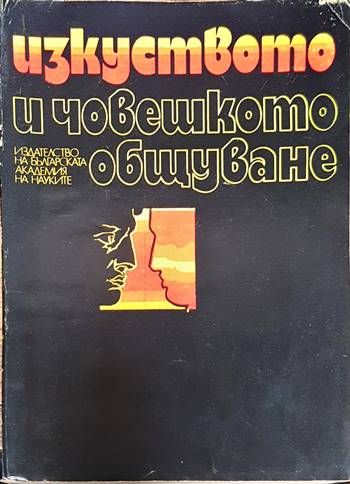 изкуството
и човешкото
общуване
ИЗДАТЕЛСТВО
НА БЪЛГАРСКАТА
АКАДЕМИЯ
НА НАУКИТЕ